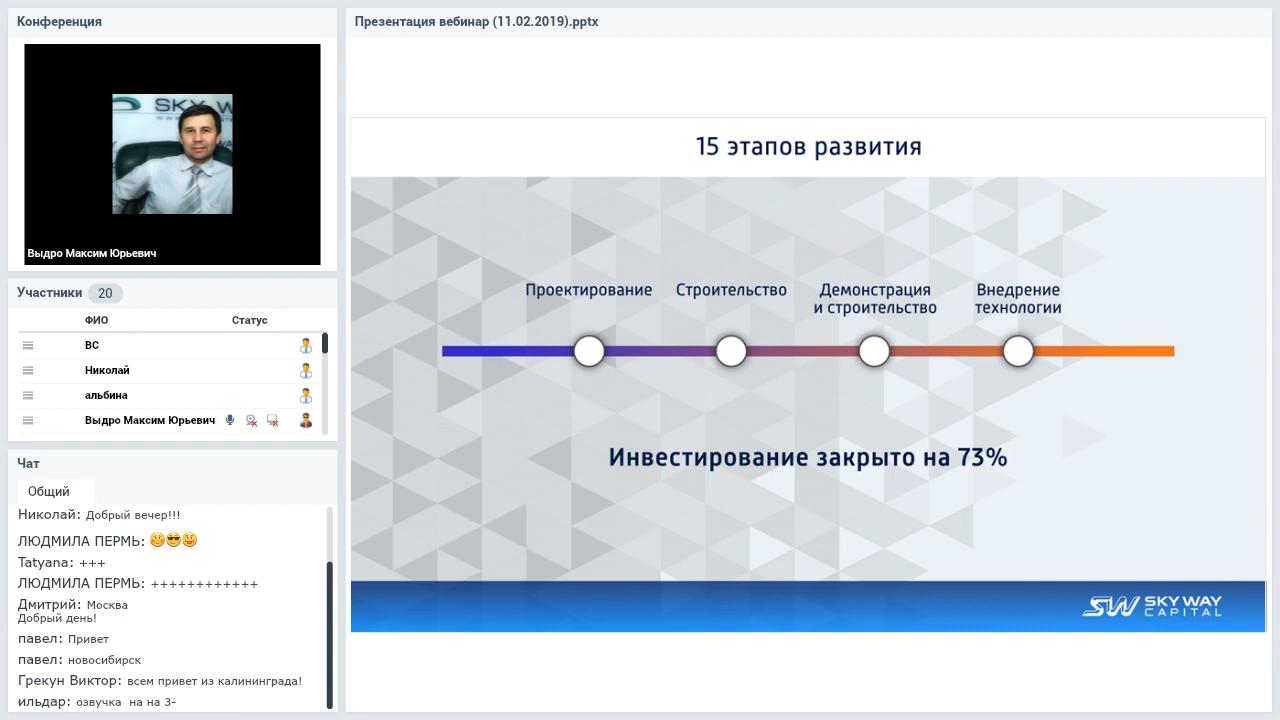 Конференция
SKY W
Выдро Максим Юрьевич
Участники 20
ФИО Статус
ВС
Николай
альбина
Выдро Максим Юрьевич
Чат
Общий
Николай: Добрый вечер!!!
ЛЮДМИЛА ПЕРМЬ:
Tatyana: +++
ЛЮДМИЛА ПЕРМЬ: ++++++++++++
Дмитрий: Москва
Добрый день!
павел: Привет
павел: новосибирск
Грекун Виктор: всем привет из калининграда!
ильдар: озвучка на на 3-
Презентация вебинар (11.02.2019).pptx
15 этапов развития
Проектирование
Строительство
Демонстрация
и строительство
Внедрение
технологии
Инвестирование закрыто на 73%
SW SKY WAY
CAPITAL